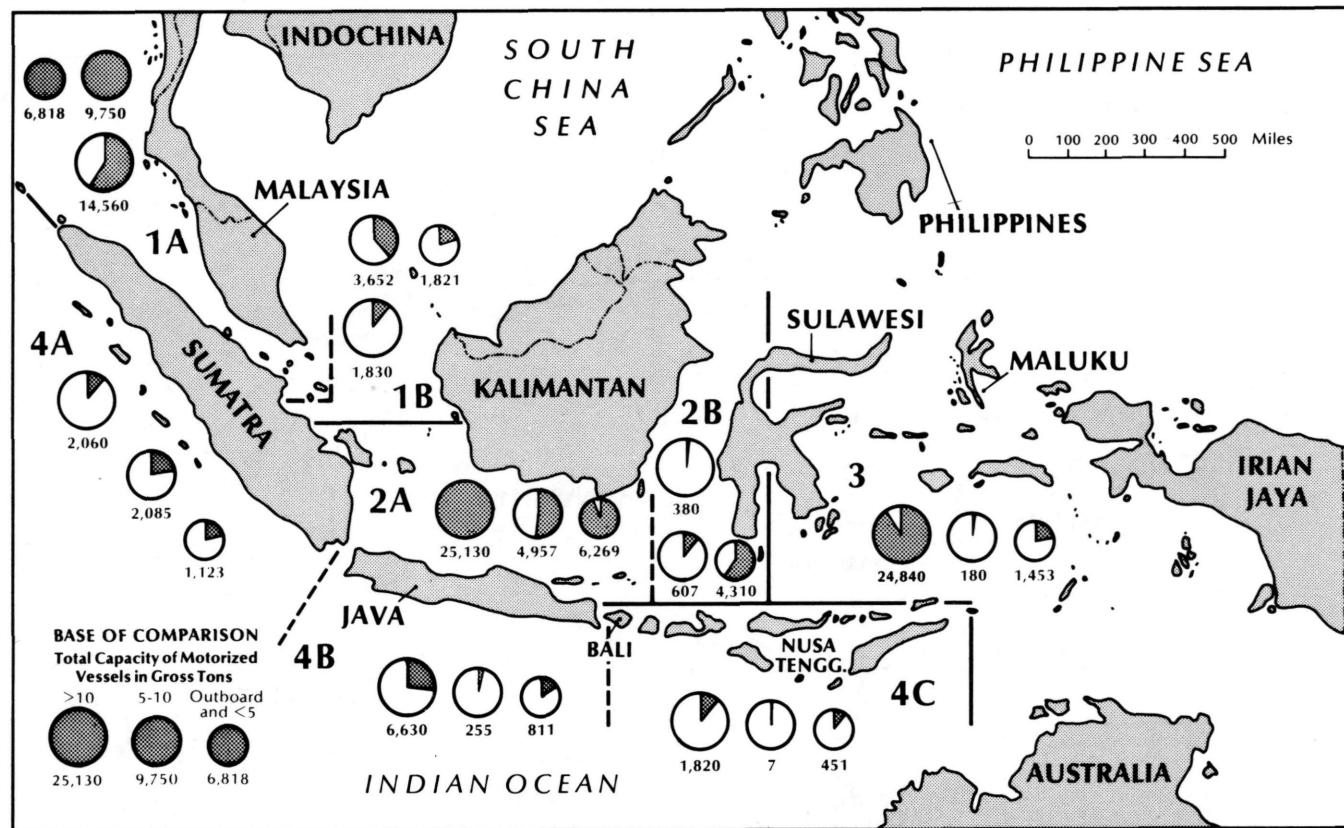 INDOCHINA
SOUTH
CHINA
SEA
PHILIPPINE SEA
0 100 200 300 400 500 Miles
6,818 9,750
14,560
MALAYSIA
1A
PHILIPPINES
3,652 1,821
1,830
1B
4A
SUMATRA
2,060
2,085
1,123
KALIMANTAN
SULAWESI
MALUKU
2B
380
607 4,310
2A
25,130 4,957 6,269
3
24,840 180 1,453
IRIAN
JAYA
JAVA
BALI
NUSA
TENGG.
4B
6,630 255 811
4C
1,820 7 451
BASE OF COMPARISON
Total Capacity of Motorized
Vessels in Gross Tons
>10 5-10 Outboard
and <5
25,130 9,750 6,818
INDIAN OCEAN
AUSTRALIA